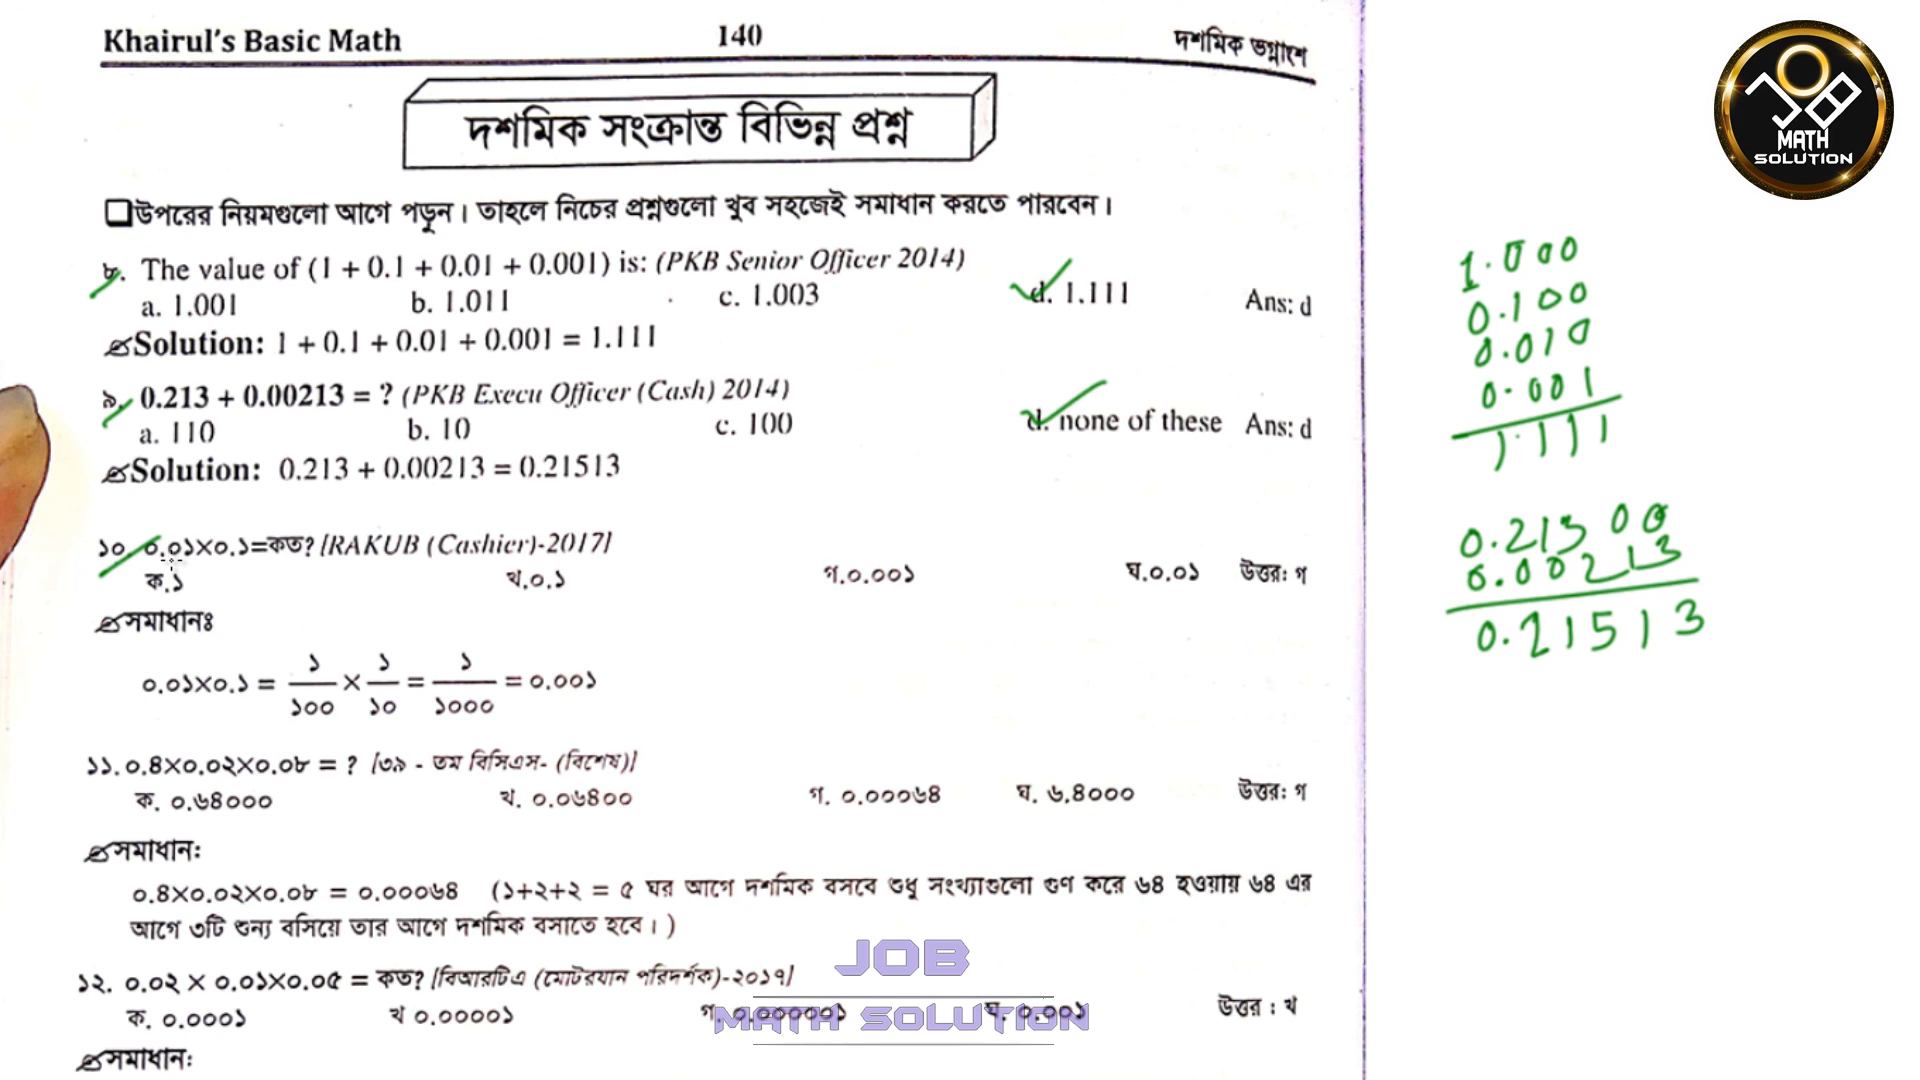 Khairul's Basic Math 140 দশমিক ভগ্নাংশ
JOB
MATH
SOLUTION
দশমিক সংক্রান্ত বিভিন্ন প্রশ্ন
উপরের নিয়মগুলো আগে পড়ুন। তাহলে নিচের প্রশ্নগুলো খুব সহজেই সমাধান করতে পারবেন।
৮. The value of (1 + 0.1 + 0.01 + 0.001) is: (PKB Senior Officer 2014)
a. 1.001 b. 1.011 c. 1.003 d. 1.111 Ans: d
Solution: 1 + 0.1 + 0.01 + 0.001 = 1.111
৯. 0.213 + 0.00213 = ? (PKB Execu Officer (Cash) 2014)
a. 110 b. 10 c. 100 d. none of these Ans: d
Solution: 0.213 + 0.00213 = 0.21513
১০. ০.০১×০.১=কত? [RAKUB (Cashier)-2017]
ক.১ খ.০.১ গ.০.০০১ ঘ.০.০১ উত্তরঃ গ
সমাধানঃ
০.০১×০.১ = ১/১০০ × ১/১০ = ১/১০০০ = ০.০০১
১১. ০.৪×০.০২×০.০৮ = ? [৩৯ - তম বিসিএস- (বিশেষ)]
ক. ০.৬৪০০০ খ. ০.০৬৪০০ গ. ০.০০০৬৪ ঘ. ৬.৪০০০ উত্তর: গ
সমাধান:
০.৪×০.০২×০.০৮ = ০.০০০৬৪ (১+২+২ = ৫ ঘর আগে দশমিক বসবে শুধু সংখ্যাগুলো গুণ করে ৬৪ হওয়ায় ৬৪ এর
আগে ৩টি শুন্য বসিয়ে তার আগে দশমিক বসাতে হবে। )
১২. ০.০২ × ০.০১×০.০৫ = কত? [বিআরটিএ (মোটরযান পরিদর্শক)-২০১৭]
ক. ০.০০০১ খ ০.০০০০১ গ. ০.০০০০০১ ঘ. ০.০০১ উত্তর : খ
সমাধান:
JOB
MATH SOLUTION
1.000
0.100
0.010
0.001
1.111
0.21300
0.00213
0.21513